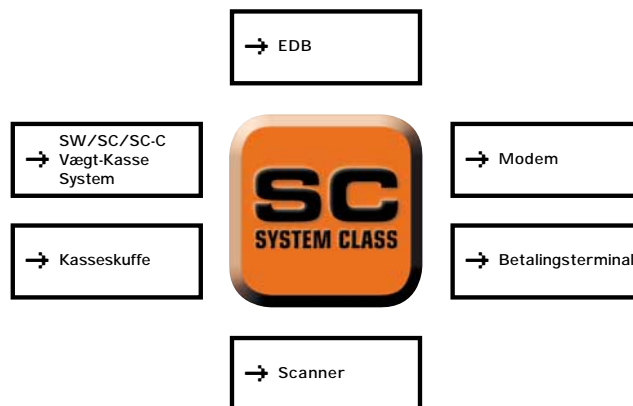 → EDB
→ SW/SC/SC-C
Vægt-Kasse
System
SC
SYSTEM CLASS
→ Modem
→ Kasseskuffe
→ Betalingsterminal
→ Scanner